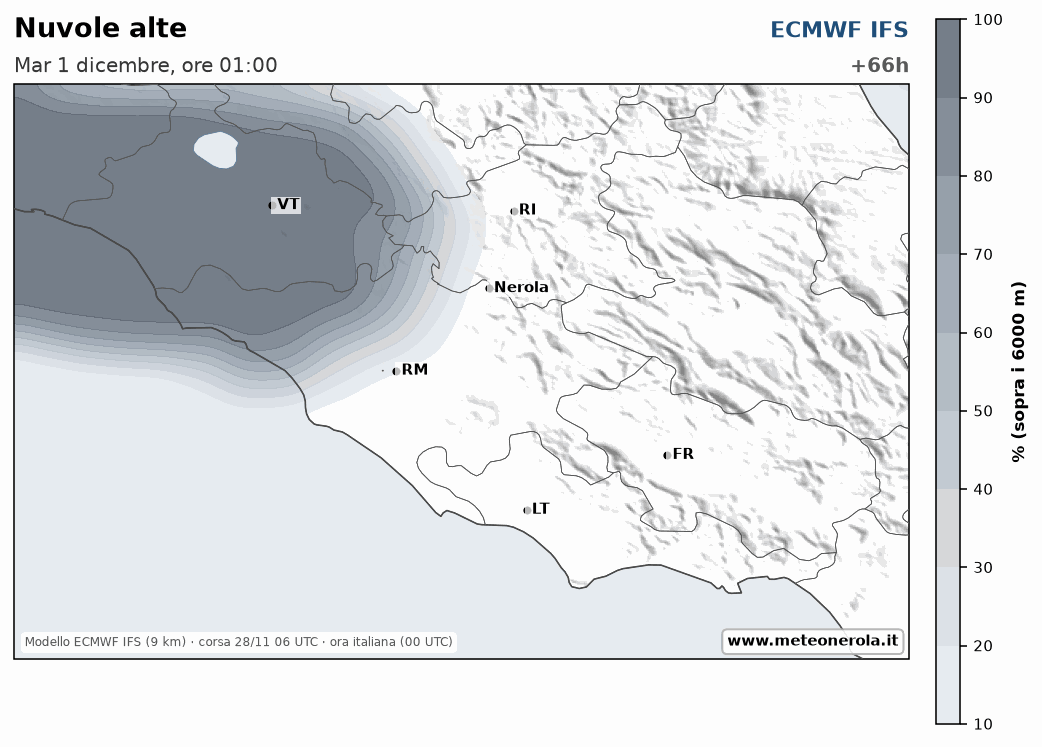 Nuvole alte
ECMWF IFS
Mar 1 dicembre, ore 01:00
+66h
VT
RI
Nerola
RM
FR
LT
Modello ECMWF IFS (9 km) · corsa 28/11 06 UTC · ora italiana (00 UTC)
www.meteonerola.it
100
90
80
70
60
50
40
30
20
10
% (sopra i 6000 m)